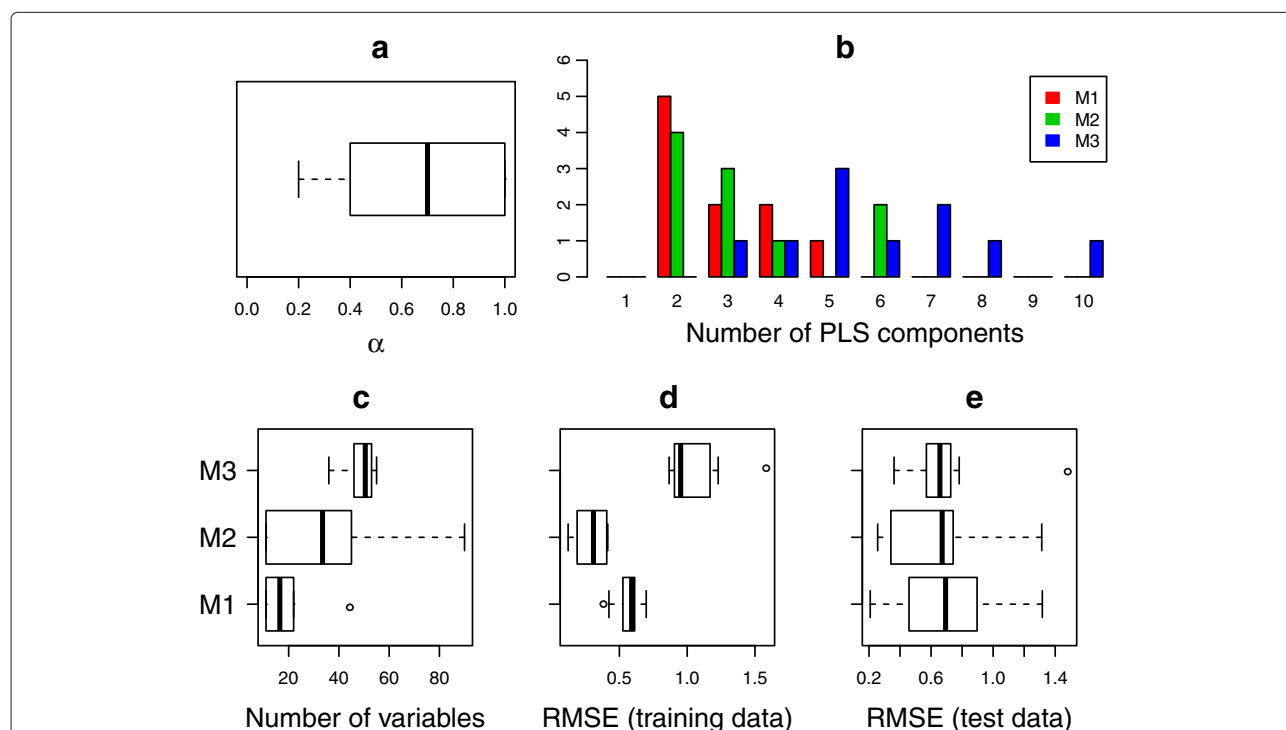 a
0.0 0.2 0.4 0.6 0.8 1.0
α
b
6
5
4
3
2
1
0
M1
M2
M3
1 2 3 4 5 6 7 8 9 10
Number of PLS components
c
M3
M2
M1
20 40 60 80
Number of variables
d
0.5 1.0 1.5
RMSE (training data)
e
0.2 0.6 1.0 1.4
RMSE (test data)